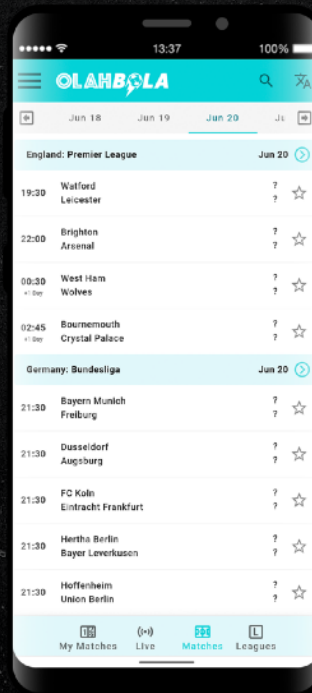 13:37 100%
OLAHBOLA
Jun 18 Jun 19 Jun 20
England: Premier League Jun 20
19:30 Watford ?
Leicester ?
22:00 Brighton ?
Arsenal ?
00:30 West Ham ?
+1 Day Wolves ?
02:45 Bournemouth ?
+1 Day Crystal Palace ?
Germany: Bundesliga Jun 20
21:30 Bayern Munich ?
Freiburg ?
21:30 Dusseldorf ?
Augsburg ?
21:30 FC Koln ?
Eintracht Frankfurt ?
21:30 Hertha Berlin ?
Bayer Leverkusen ?
21:30 Hoffenheim ?
Union Berlin ?
My Matches Live Matches L Leagues